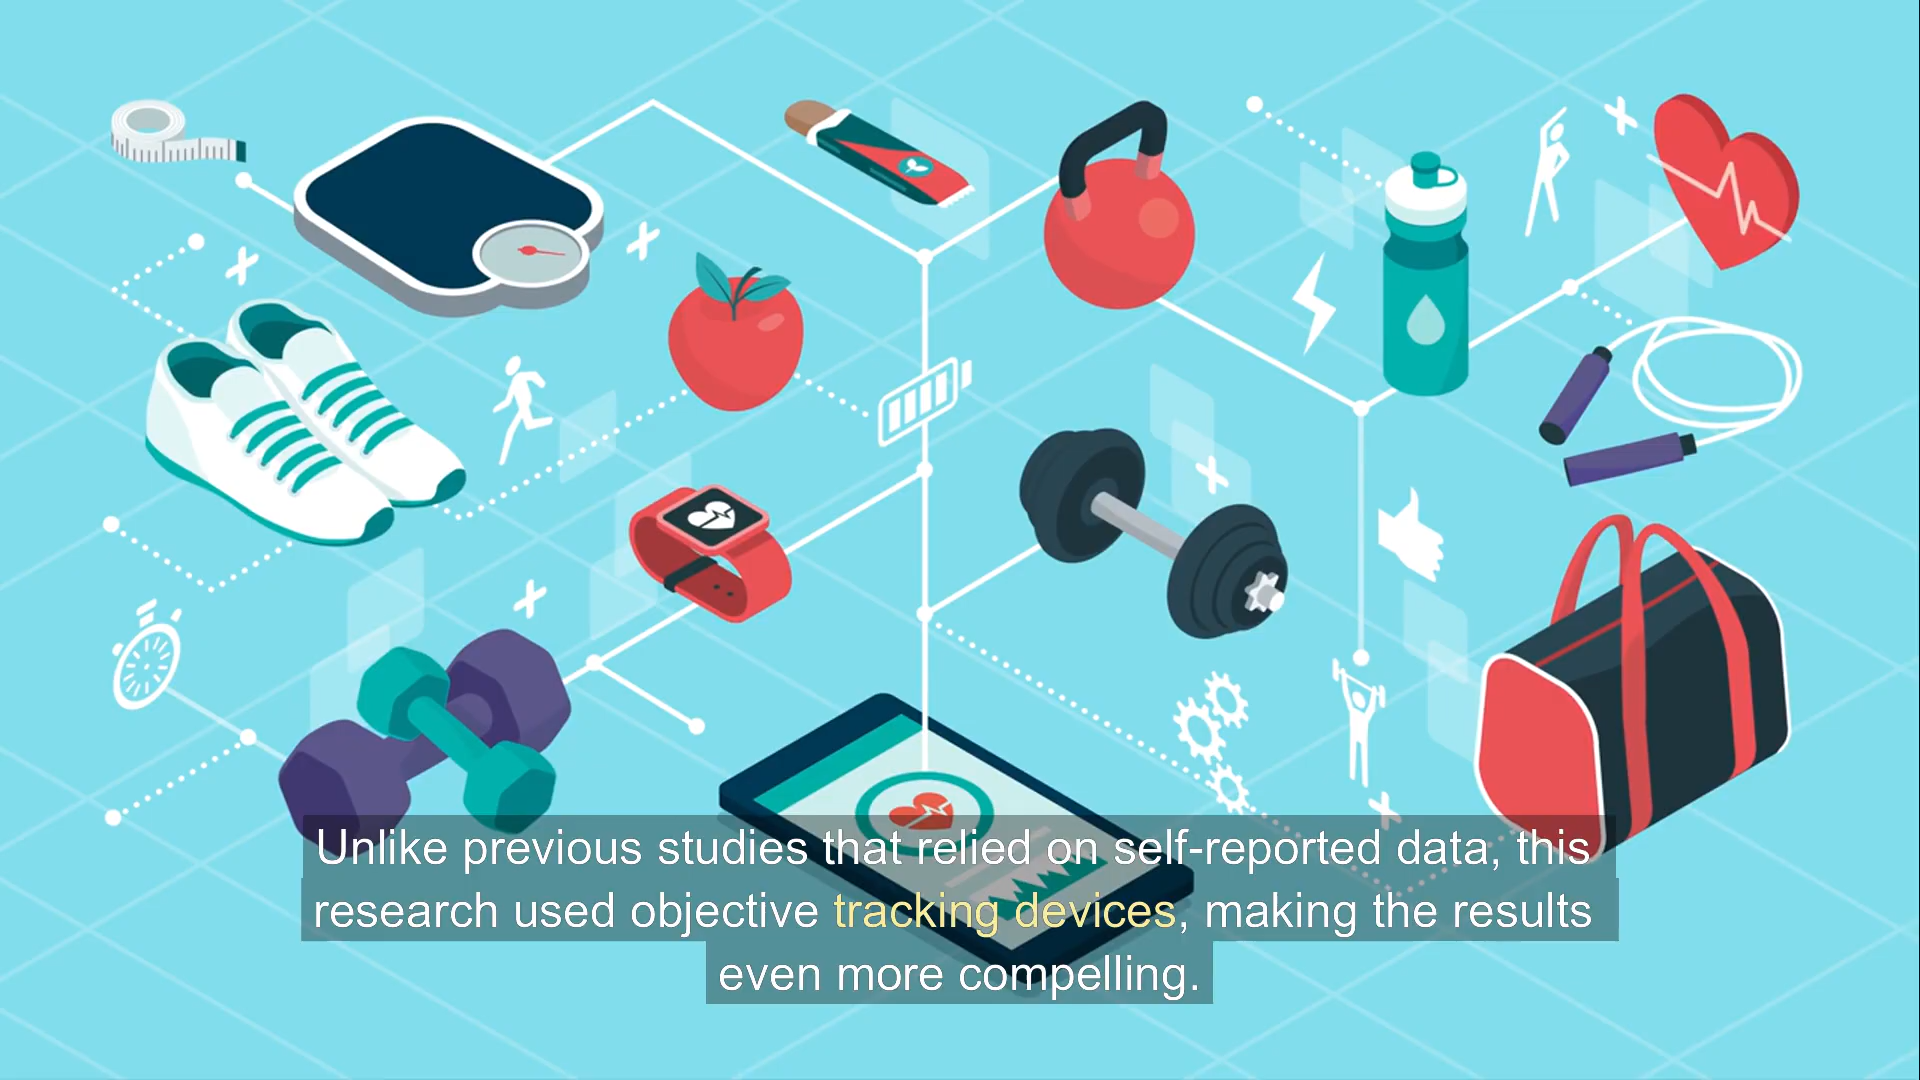 Unlike previous studies that relied on self-reported data, this
research used objective tracking devices, making the results
even more compelling.